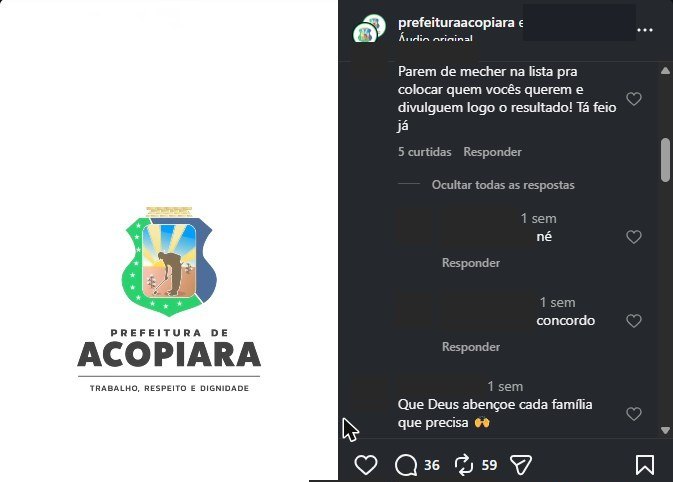 prefeituraacopiara e
Áudio original
Parem de mecher na lista pra
colocar quem vocês querem e
divulguem logo o resultado! Tá feio
já
5 curtidas Responder
Ocultar todas as respostas
1 sem
né
Responder
1 sem
concordo
Responder
1 sem
Que Deus abençoe cada família
que precisa 🙌
36 59
PREFEITURA DE
ACOPIARA
TRABALHO, RESPEITO E DIGNIDADE